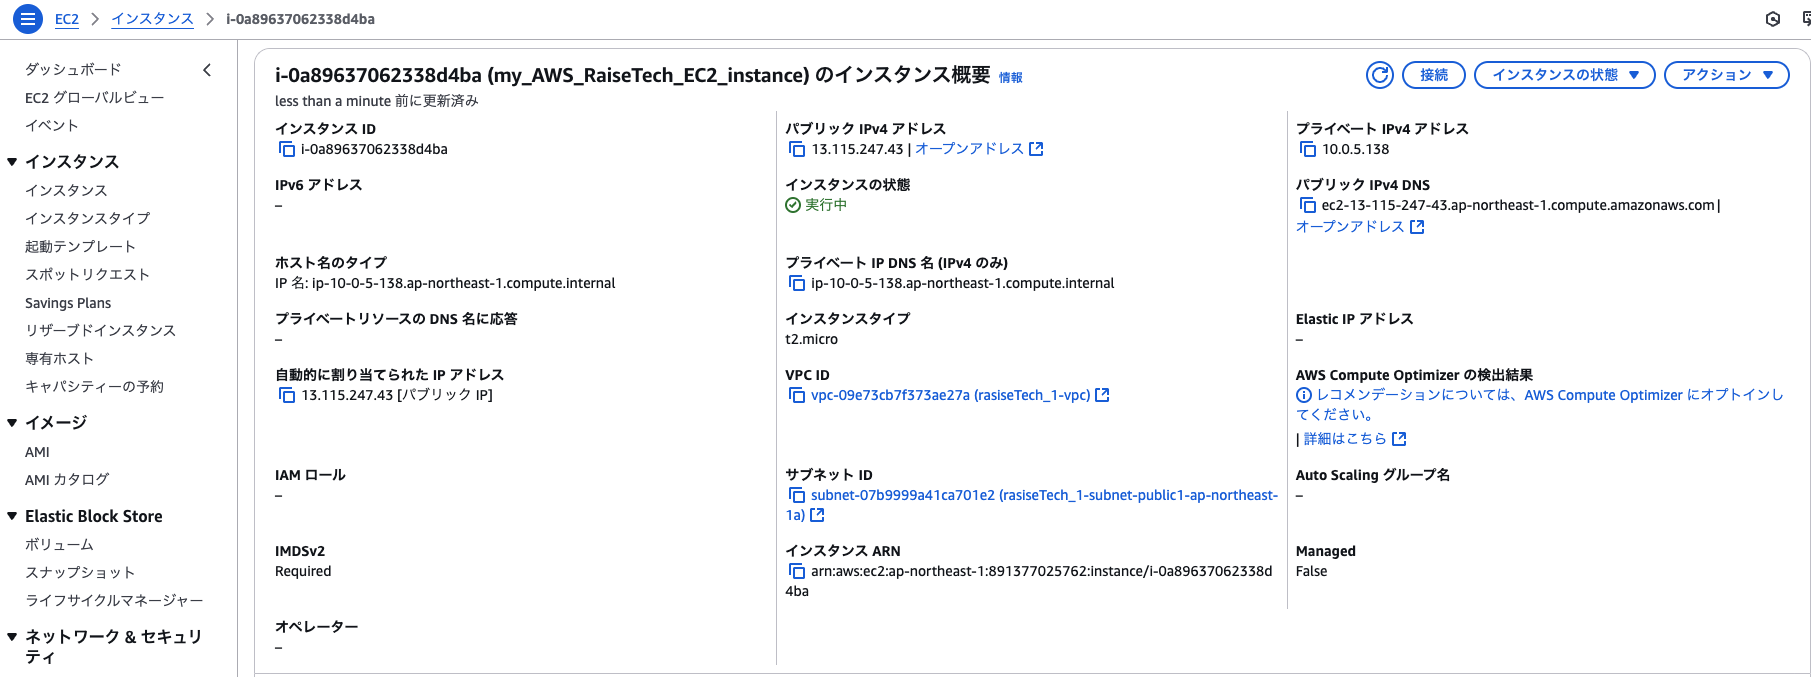 EC2 > インスタンス > i-0a89637062338d4ba
ダッシュボード
EC2 グローバルビュー
イベント
インスタンス
インスタンス
インスタンスタイプ
起動テンプレート
スポットリクエスト
Savings Plans
リザーブドインスタンス
専有ホスト
キャパシティーの予約
イメージ
AMI
AMI カタログ
Elastic Block Store
ボリューム
スナップショット
ライフサイクルマネージャー
ネットワーク & セキュリ
ティ
i-0a89637062338d4ba (my_AWS_RaiseTech_EC2_instance) のインスタンス概要 情報
less than a minute 前に更新済み
接続
インスタンスの状態
アクション
インスタンス ID
i-0a89637062338d4ba
パブリック IPv4 アドレス
13.115.247.43 | オープンアドレス
プライベート IPv4 アドレス
10.0.5.138
IPv6 アドレス
–
インスタンスの状態
実行中
パブリック IPv4 DNS
ec2-13-115-247-43.ap-northeast-1.compute.amazonaws.com |
オープンアドレス
ホスト名のタイプ
IP 名: ip-10-0-5-138.ap-northeast-1.compute.internal
プライベート IP DNS 名 (IPv4 のみ)
ip-10-0-5-138.ap-northeast-1.compute.internal
プライベートリソースの DNS 名に応答
–
インスタンスタイプ
t2.micro
Elastic IP アドレス
–
自動的に割り当てられた IP アドレス
13.115.247.43 [パブリック IP]
VPC ID
vpc-09e73cb7f373ae27a (rasiseTech_1-vpc)
AWS Compute Optimizer の検出結果
レコメンデーションについては、AWS Compute Optimizer にオプトインし
てください。
| 詳細はこちら
IAM ロール
–
サブネット ID
subnet-07b9999a41ca701e2 (rasiseTech_1-subnet-public1-ap-northeast-
1a)
Auto Scaling グループ名
–
IMDSv2
Required
インスタンス ARN
arn:aws:ec2:ap-northeast-1:891377025762:instance/i-0a89637062338d
4ba
Managed
False
オペレーター
–